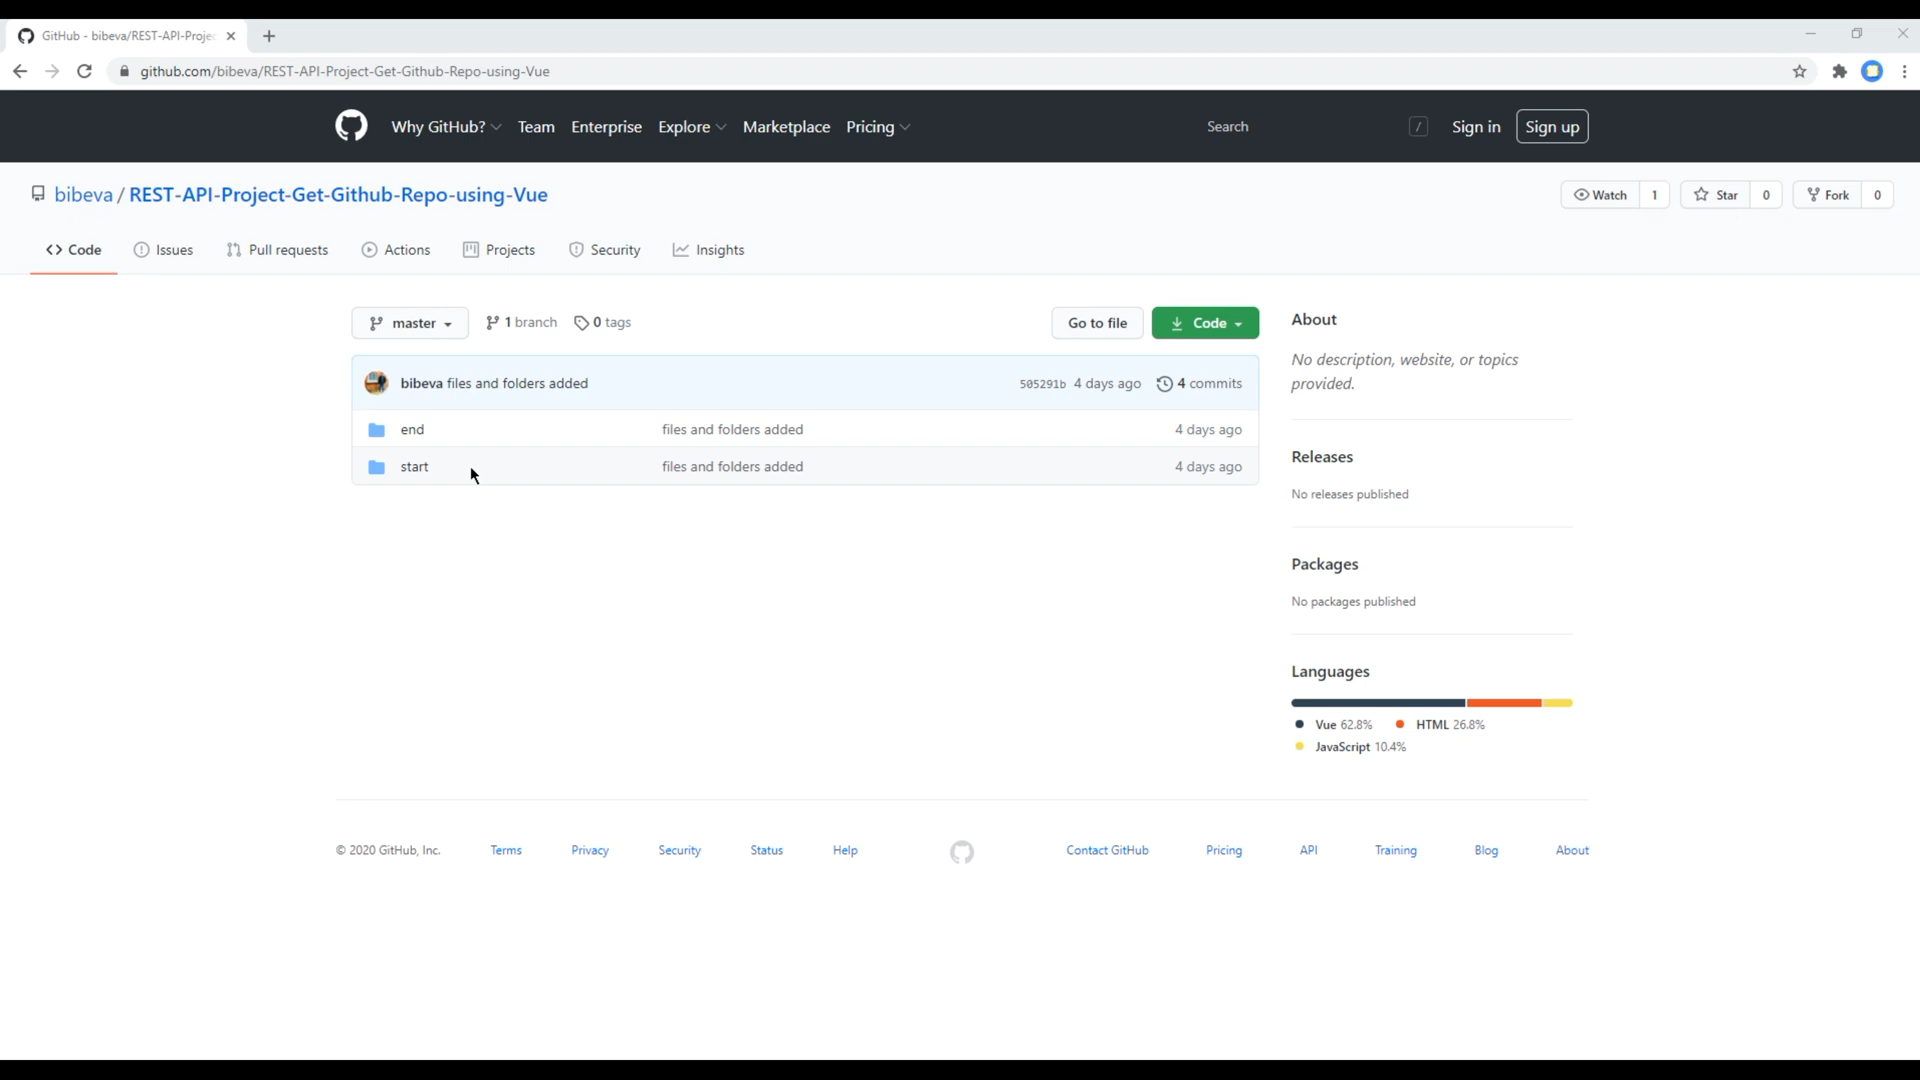 GitHub - bibeva/REST-API-Projec
github.com/bibeva/REST-API-Project-Get-Github-Repo-using-Vue
Why GitHub? Team Enterprise Explore Marketplace Pricing Search / Sign in Sign up
bibeva / REST-API-Project-Get-Github-Repo-using-Vue Watch 1 Star 0 Fork 0
Code Issues Pull requests Actions Projects Security Insights
master 1 branch 0 tags Go to file Code
bibeva files and folders added 505291b 4 days ago 4 commits
end files and folders added 4 days ago
start files and folders added 4 days ago
About
No description, website, or topics
provided.
Releases
No releases published
Packages
No packages published
Languages
Vue 62.8% HTML 26.8%
JavaScript 10.4%
© 2020 GitHub, Inc. Terms Privacy Security Status Help Contact GitHub Pricing API Training Blog About